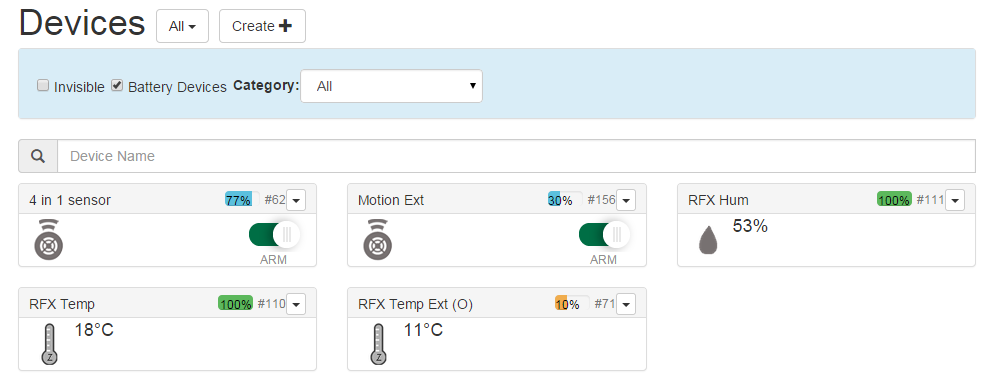 Devices All Create
Invisible Battery Devices Category: All
Device Name
4 in 1 sensor 77% #62
ARM
Motion Ext 30% #156
ARM
RFX Hum 100% #111
53%
RFX Temp 100% #110
18°C
Z
RFX Temp Ext (O) 10% #71
11°C
Z